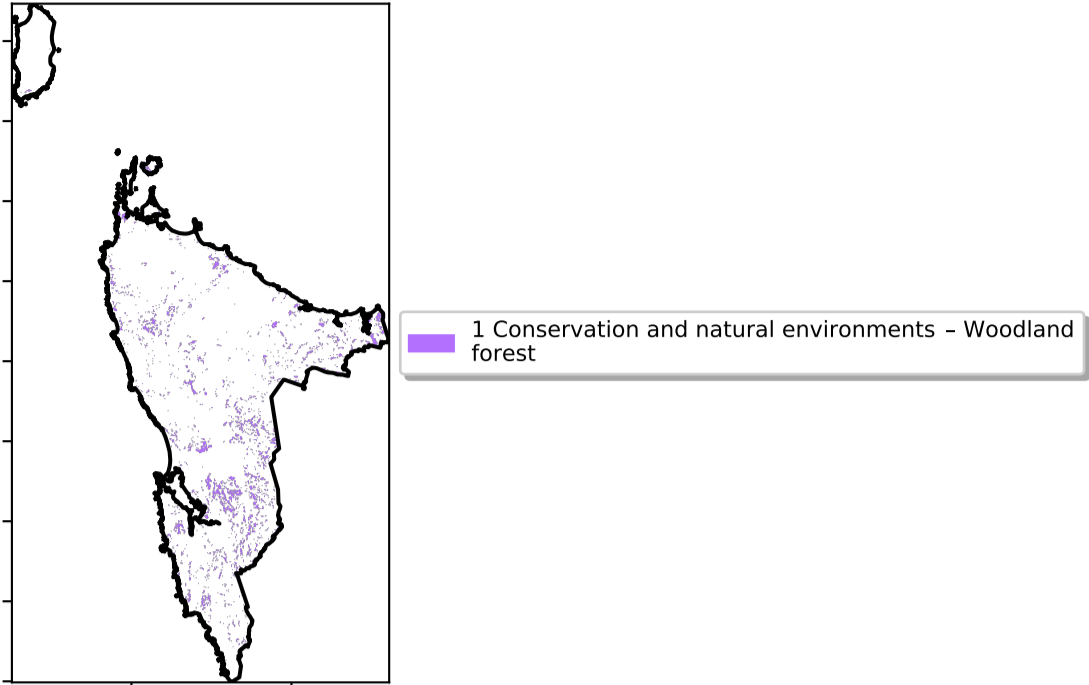 1 Conservation and natural environments – Woodland
forest